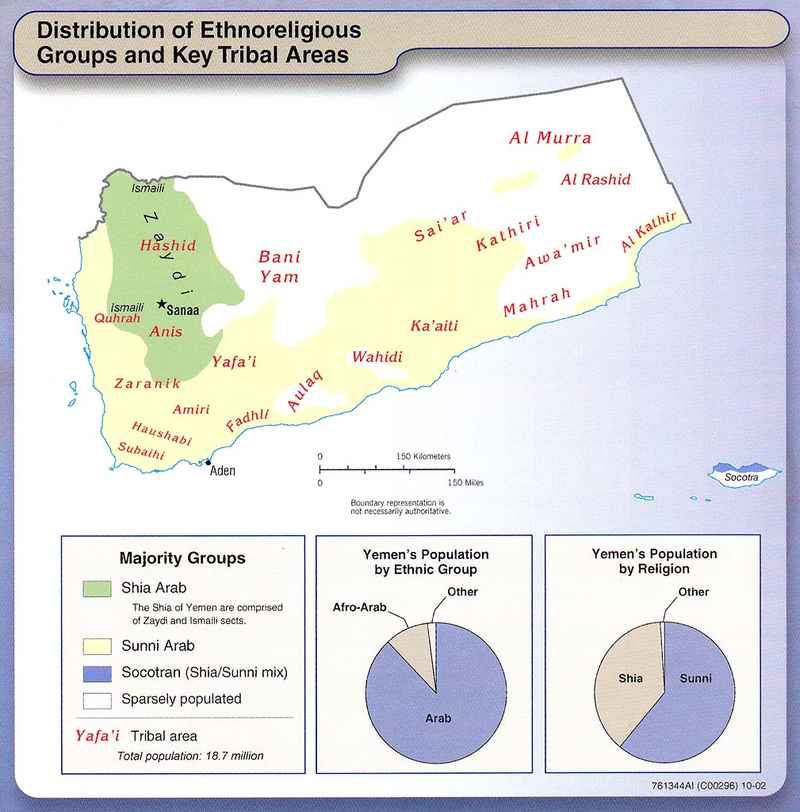 Distribution of Ethnoreligious
Groups and Key Tribal Areas
Al Murra
Al Rashid
Ismaili
Zaydi
Hashid
Bani
Yam
Sai'ar
Kathiri
Awa'mir
Al Kathir
Mahrah
Ismaili
Sanaa
Quhrah
Anis
Ka'aiti
Yafa'i
Wahidi
Zaranik
Aulaq
Amiri
Fadhli
Haushabi
Subaihi
Aden
0 150 Kilometers
0 150 Miles
Boundary representation is
not necessarily authoritative.
Socotra
Majority Groups
Shia Arab
The Shia of Yemen are comprised
of Zaydi and Ismaili sects.
Sunni Arab
Socotran (Shia/Sunni mix)
Sparsely populated
Yafa'i Tribal area
Total population: 18.7 million
Yemen's Population
by Ethnic Group
Other
Afro-Arab
Arab
Yemen's Population
by Religion
Other
Shia
Sunni
761344AI (C00296) 10-02